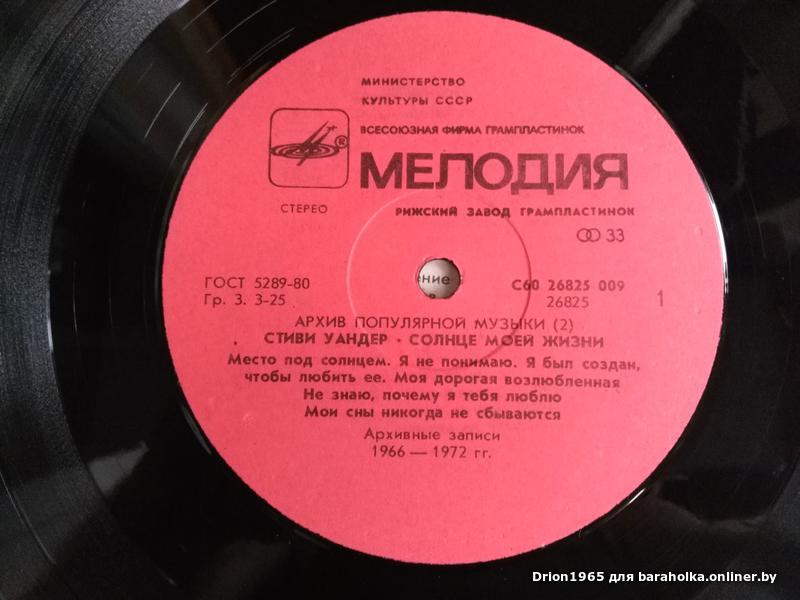 МИНИСТЕРСТВО
КУЛЬТУРЫ СССР
ВСЕСОЮЗНАЯ ФИРМА ГРАМПЛАСТИНОК
®
МЕЛОДИЯ
СТЕРЕО
РИЖСКИЙ ЗАВОД ГРАМПЛАСТИНОК
33
ГОСТ 5289-80
С60 26825 009
Гр. 3. 3-25
26825
1
ение
АРХИВ ПОПУЛЯРНОЙ МУЗЫКИ (2)
СТИВИ УАНДЕР · СОЛНЦЕ МОЕЙ ЖИЗНИ
Место под солнцем. Я не понимаю. Я был создан,
чтобы любить ее. Моя дорогая возлюбленная
Не знаю, почему я тебя люблю
Мои сны никогда не сбываются
Архивные записи
1966 — 1972 гг.
Drion1965 для baraholka.onliner.by